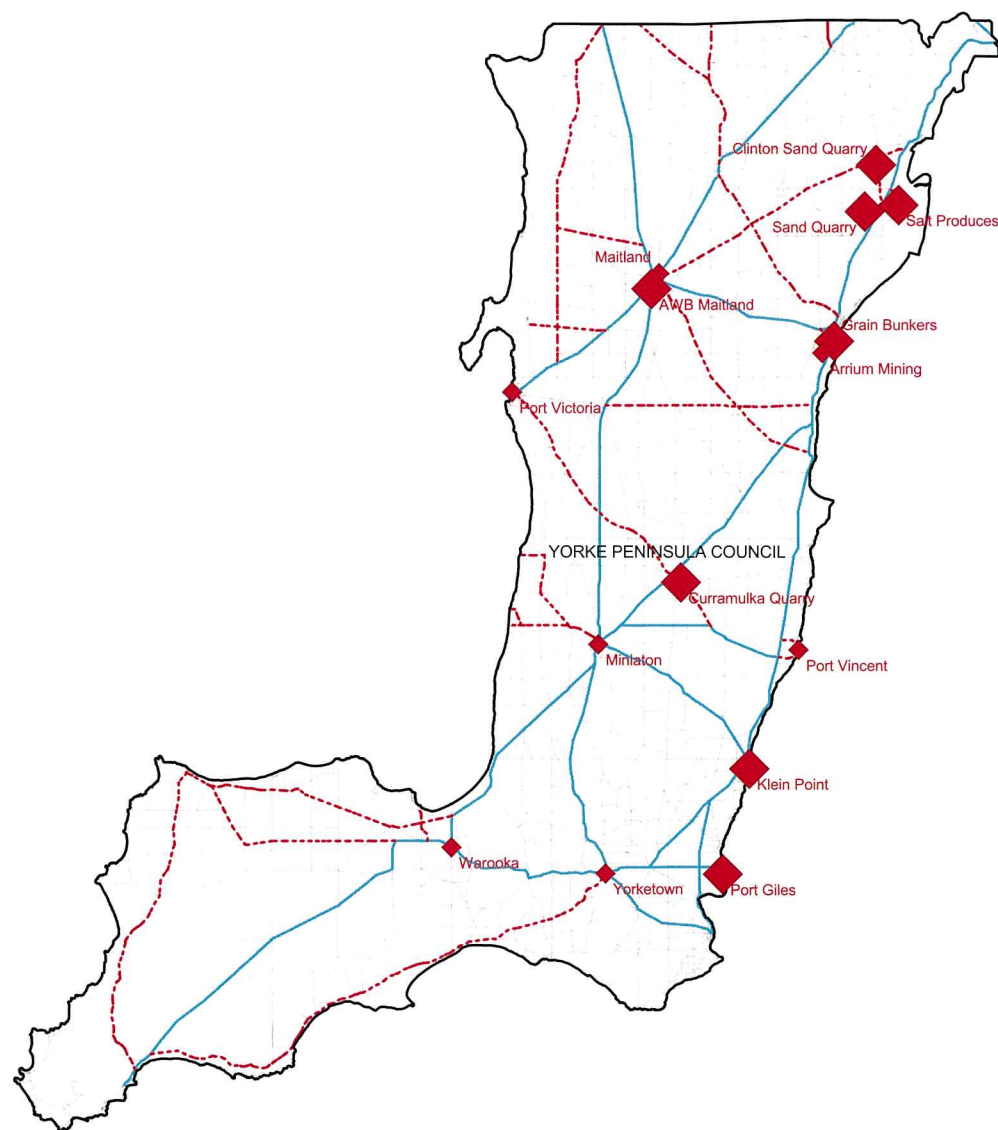 Clinton Sand Quarry
Sand Quarry
Salt Produces
Maitland
AWB Maitland
Grain Bunkers
Arrium Mining
Port Victoria
YORKE PENINSULA COUNCIL
Curramulka Quarry
Minlaton
Port Vincent
Klein Point
Warooka
Yorketown
Port Giles